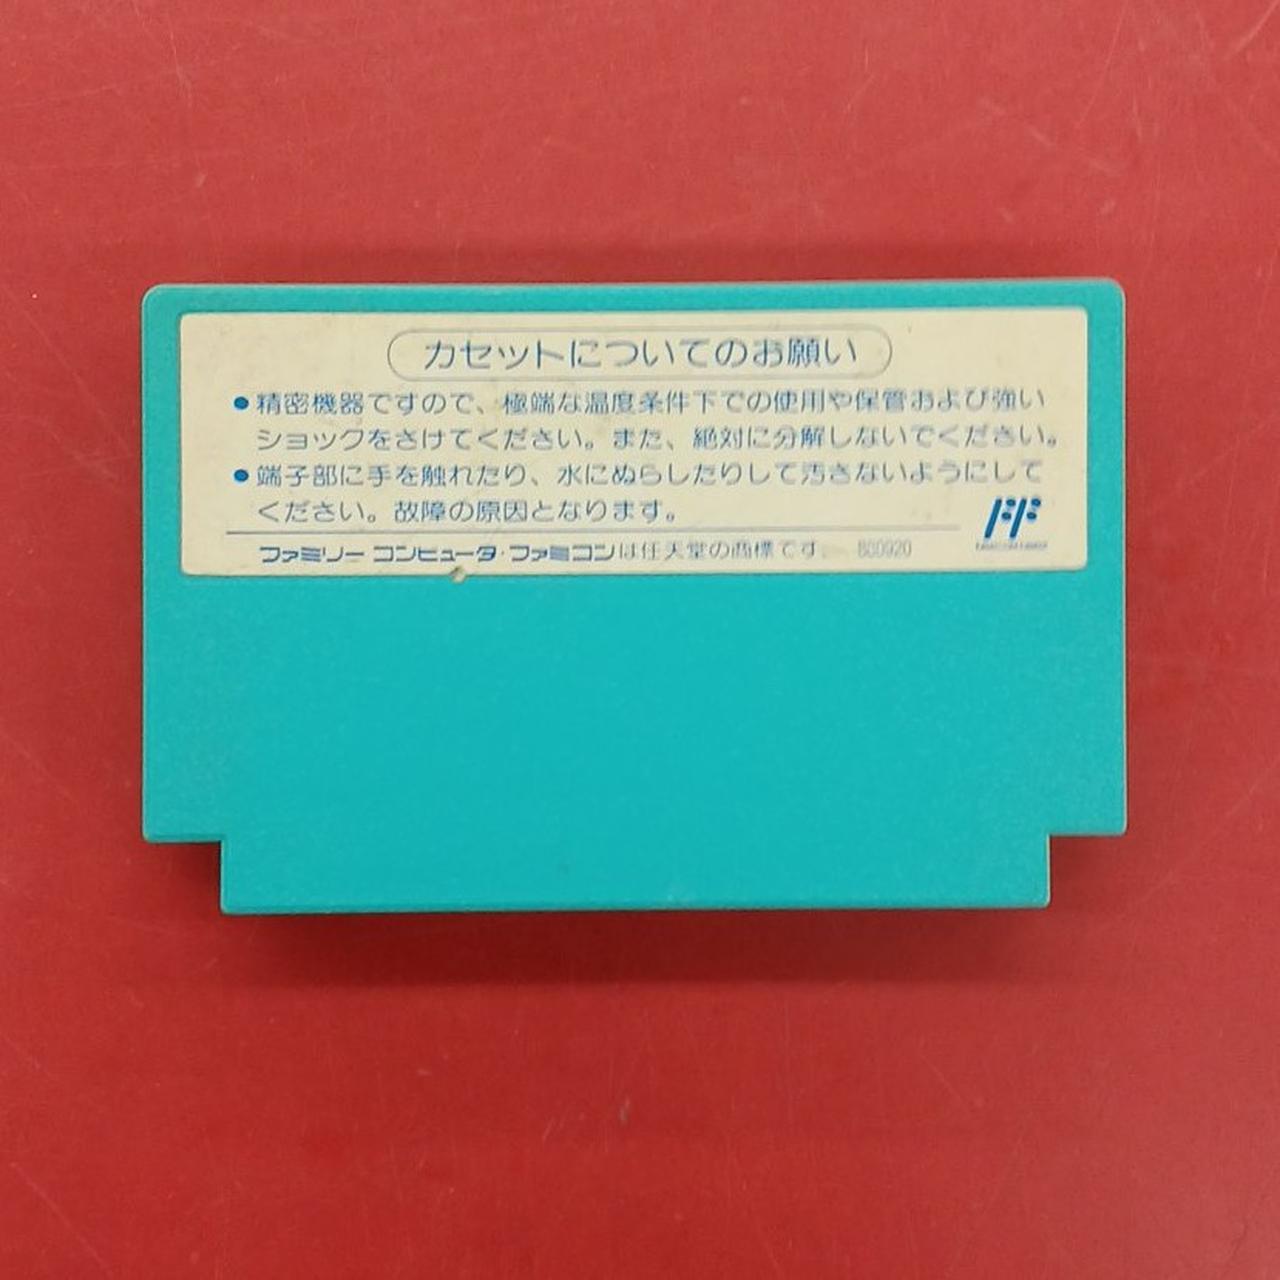 カセットについてのお願い
●精密機器ですので、極端な温度条件下での使用や保管および強い
ショックをさけてください。また、絶対に分解しないでください。
●端子部に手を触れたり、水にぬらしたりして汚さないようにして
ください。故障の原因となります。
ファミリー コンピュータ・ファミコンは任天堂の商標です。
FF